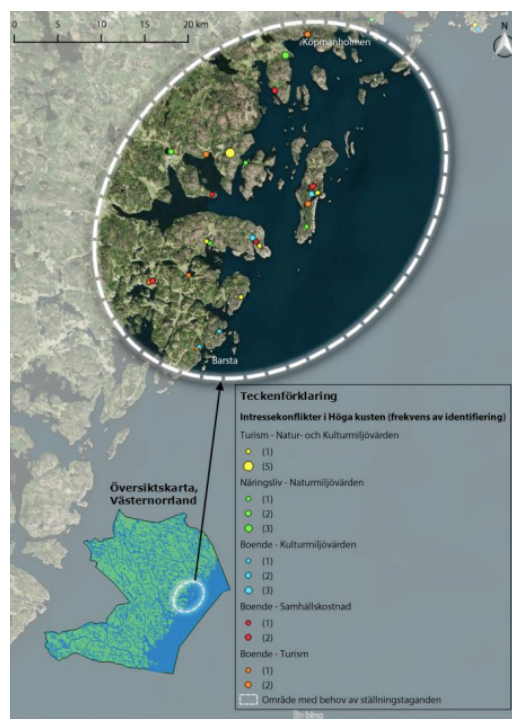 0 5 10 15 20 km
N
Köpmanholmen
Barsta
Översiktskarta,
Västernorrland
Teckenförklaring
Intressekonflikter i Höga kusten (frekvens av identifiering)
Turism - Natur- och Kulturmiljövärden
(1)
(5)
Näringsliv - Naturmiljövärden
(1)
(2)
(3)
Boende - Kulturmiljövärden
(1)
(2)
(3)
Boende - Samhällskostnad
(1)
(2)
Boende - Turism
(1)
(2)
Område med behov av ställningstaganden
bing